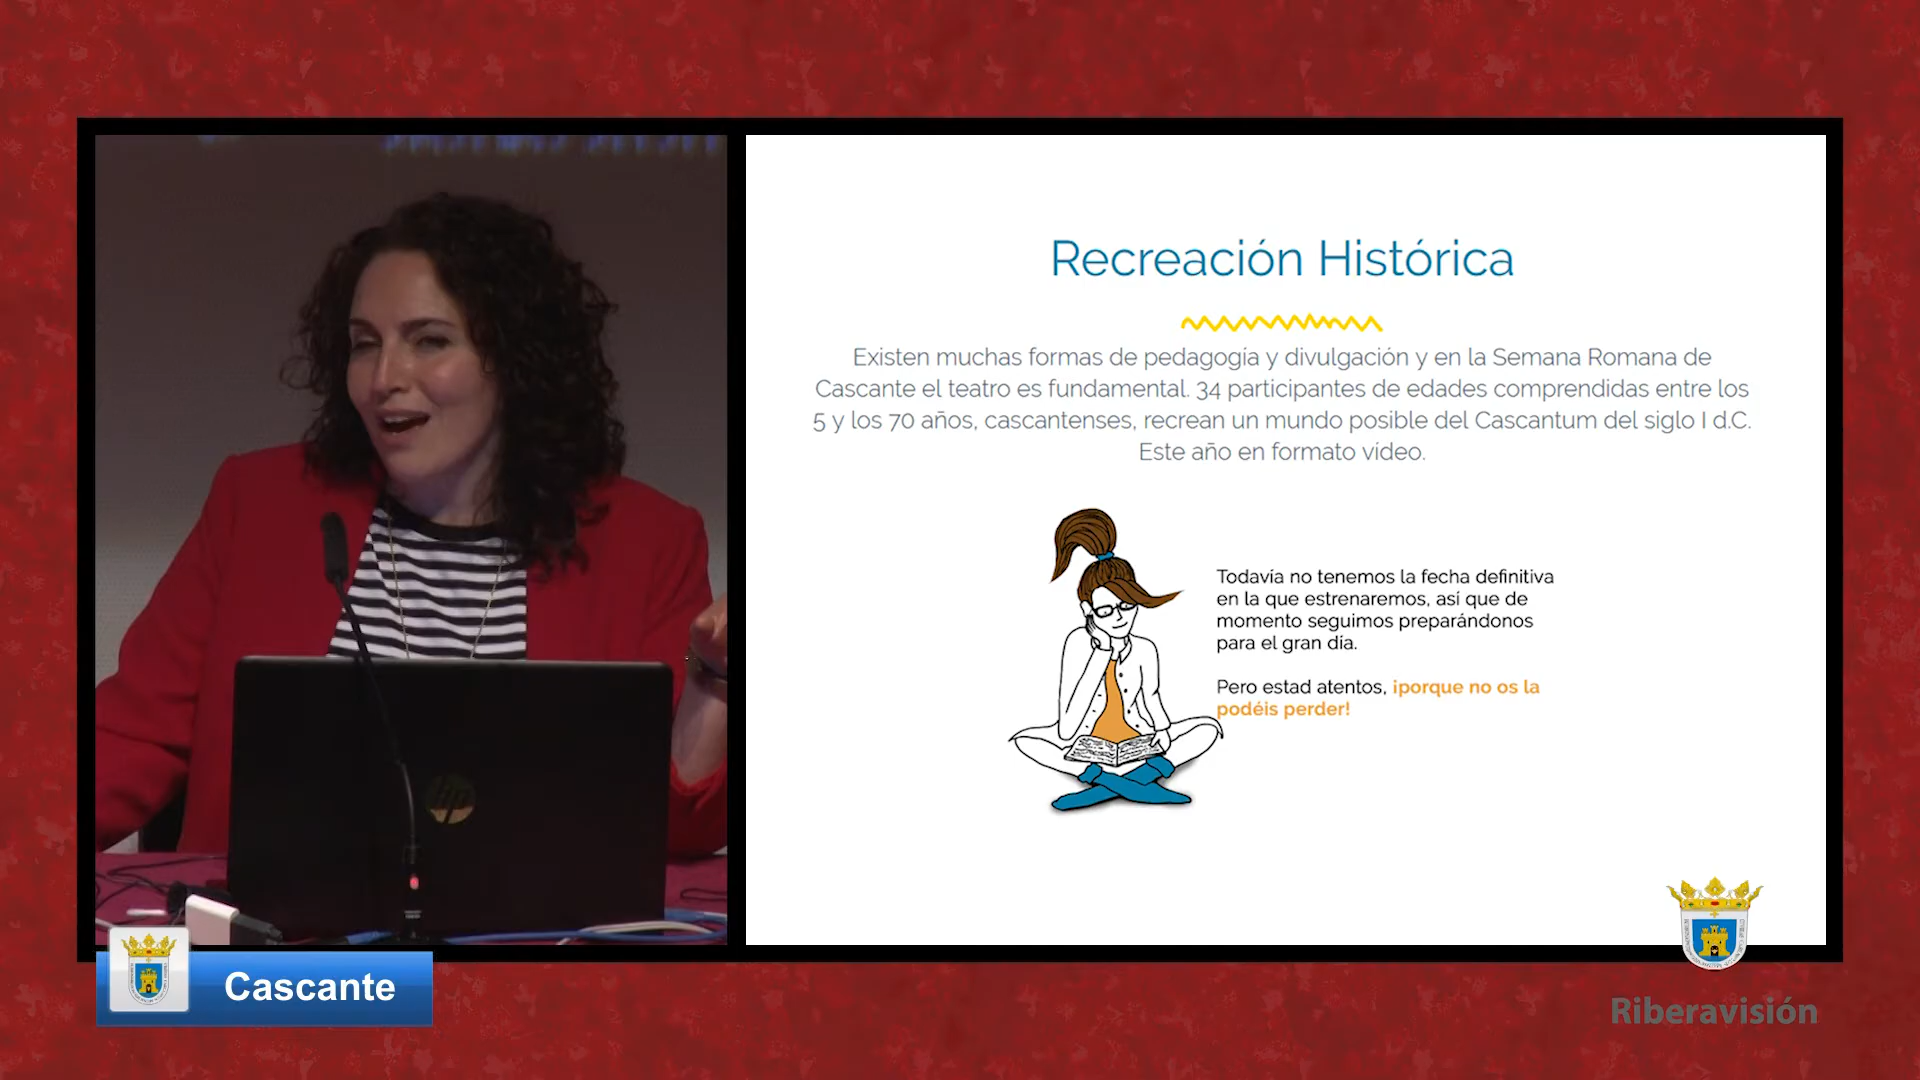 Recreación Histórica
Existen muchas formas de pedagogía y divulgación y en la Semana Romana de
Cascante el teatro es fundamental. 34 participantes de edades comprendidas entre los
5 y los 70 años, cascantenses, recrean un mundo posible del Cascantum del siglo I d.C.
Este año en formato vídeo.
Todavía no tenemos la fecha definitiva
en la que estrenaremos, así que de
momento seguimos preparándonos
para el gran día.
Pero estad atentos, ¡porque no os la
podéis perder!
hp
Cascante
Riberavisión